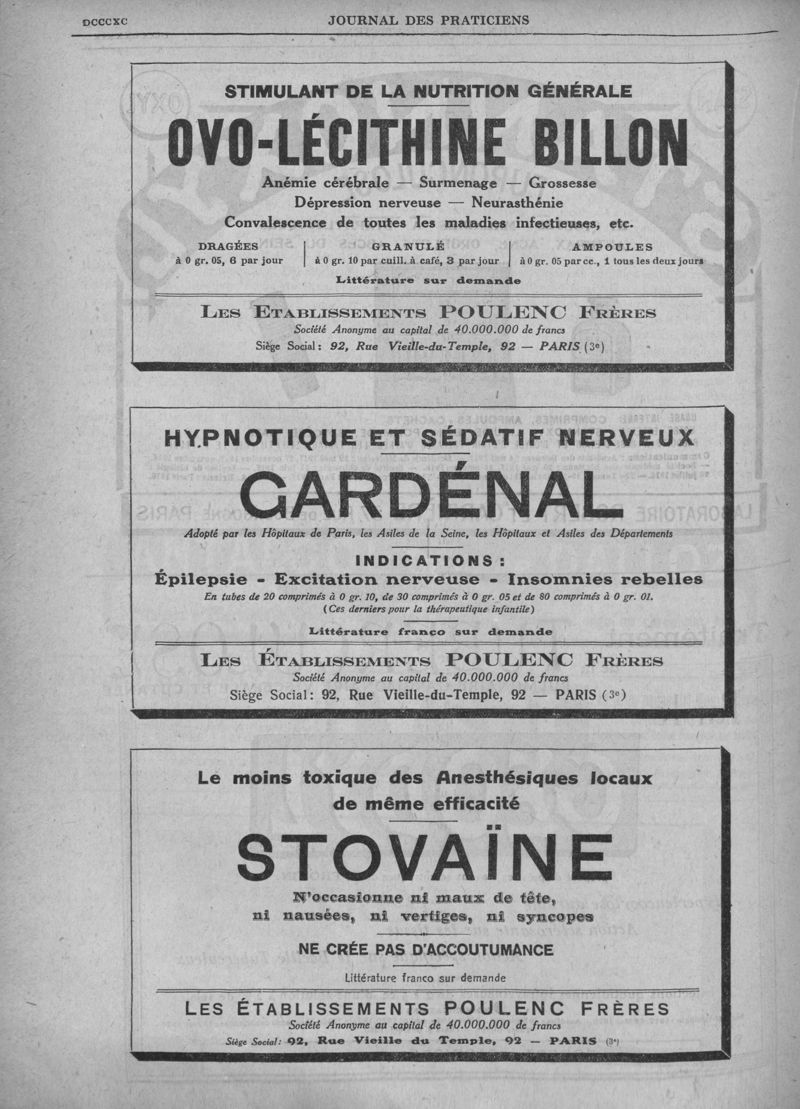 DCCCXC
JOURNAL DES PRATICIENS
STIMULANT DE LA NUTRITION GÉNÉRALE
OVO-LÉCITHINE BILLON
Anémie cérébrale — Surmenage — Grossesse
Dépression nerveuse — Neurasthénie
Convalescence de toutes les maladies infectieuses, etc.
DRAGÉES
à 0 gr. 05, 6 par jour
GRANULÉ
à 0 gr. 10 par cuill. à café, 3 par jour
AMPOULES
à 0 gr. 05 par cc., 1 tous les deux jours
Littérature sur demande
LES ETABLISSEMENTS POULENC FRÈRES
Société Anonyme au capital de 40.000.000 de francs
Siège Social : 92, Rue Vieille-du-Temple, 92 — PARIS (3e)
HYPNOTIQUE ET SÉDATIF NERVEUX
GARDÉNAL
Adopté par les Hôpitaux de Paris, les Asiles de la Seine, les Hôpitaux et Asiles des Départements
INDICATIONS :
Épilepsie - Excitation nerveuse - Insomnies rebelles
En tubes de 20 comprimés à 0 gr. 10, de 30 comprimés à 0 gr. 05 et de 80 comprimés à 0 gr. 01.
(Ces derniers pour la thérapeutique infantile)
Littérature franco sur demande
LES ÉTABLISSEMENTS POULENC FRÈRES
Société Anonyme au capital de 40.000.000 de francs
Siège Social : 92, Rue Vieille-du-Temple, 92 — PARIS (3e)
Le moins toxique des Anesthésiques locaux
de même efficacité
STOVAÏNE
N'occasionne ni maux de tête,
ni nausées, ni vertiges, ni syncopes
NE CRÉE PAS D'ACCOUTUMANCE
Littérature franco sur demande
LES ÉTABLISSEMENTS POULENC FRÈRES
Société Anonyme au capital de 40.000.000 de francs
Siège Social : 92, Rue Vieille du Temple, 92 — PARIS (3e)